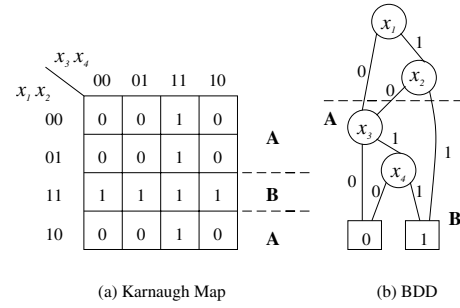 x3 x4
x1 x2
00 01 11 10
00 0 0 1 0
01 0 0 1 0
A
11 1 1 1 1 B
10 0 0 1 0 A
(a) Karnaugh Map
x1
0 1
x2
0
A
x3
1
x4
1
0 0 1
B
0 1
(b) BDD